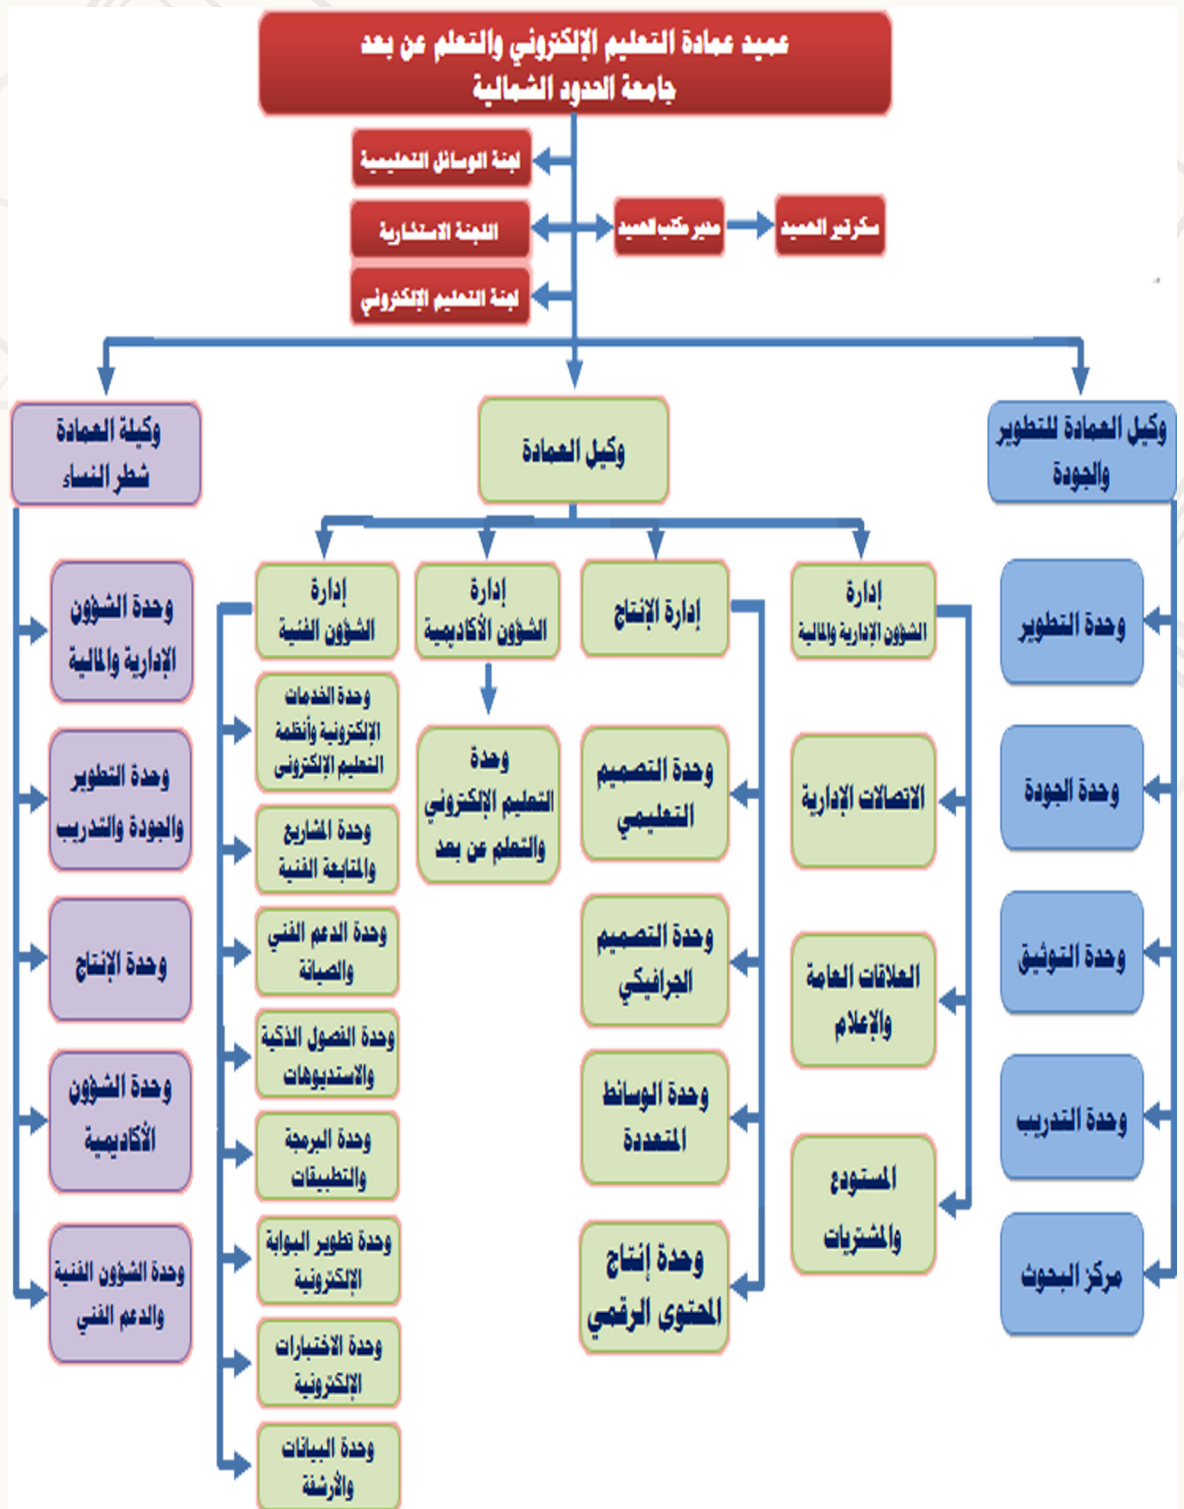 عميد عمادة التعليم الإلكتروني والتعلم عن بعد
جامعة الحدود الشمالية
لجنة الوسائل التعليمية
سكرتير العميد
مدير مكتب العميد
اللجنة الاستشارية
لجنة التعليم الإلكتروني
وكيل العمادة للتطوير
والجودة
وحدة التطوير
وحدة الجودة
وحدة التوثيق
وحدة التدريب
مركز البحوث
وكيل العمادة
إدارة
الشؤون الإدارية والمالية
الاتصالات الإدارية
العلاقات العامة
والإعلام
المستودع
والمشتريات
إدارة الإنتاج
وحدة التصميم
التعليمي
وحدة التصميم
الجرافيكي
وحدة الوسائط
المتعددة
وحدة إنتاج
المحتوى الرقمي
إدارة
الشؤون الأكاديمية
وحدة
التعليم الإلكتروني
والتعلم عن بعد
إدارة
الشؤون الفنية
وحدة الخدمات
الإلكترونية وأنظمة
التعليم الإلكترونى
وحدة المشاريع
والمتابعة الفنية
وحدة الدعم الفني
والصيانة
وحدة الفصول الذكية
والاستديوهات
وحدة البرمجة
والتطبيقات
وحدة تطوير البوابة
الإلكترونية
وحدة الاختبارات
الإلكترونية
وحدة البيانات
والأرشفة
وكيلة العمادة
شطر النساء
وحدة الشؤون
الإدارية والمالية
وحدة التطوير
والجودة والتدريب
وحدة الإنتاج
وحدة الشؤون
الأكاديمية
وحدة الشؤون الفنية
والدعم الفني